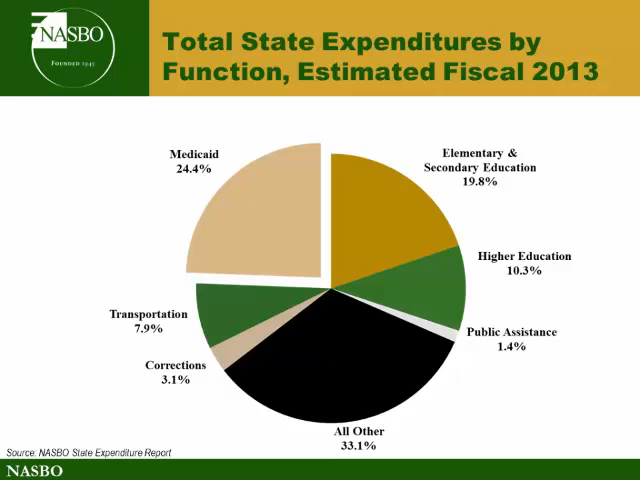 NASBO
FOUNDED 1945
Total State Expenditures by
Function, Estimated Fiscal 2013
Medicaid
24.4%
Elementary &
Secondary Education
19.8%
Higher Education
10.3%
Public Assistance
1.4%
Transportation
7.9%
Corrections
3.1%
All Other
33.1%
Source: NASBO State Expenditure Report
NASBO